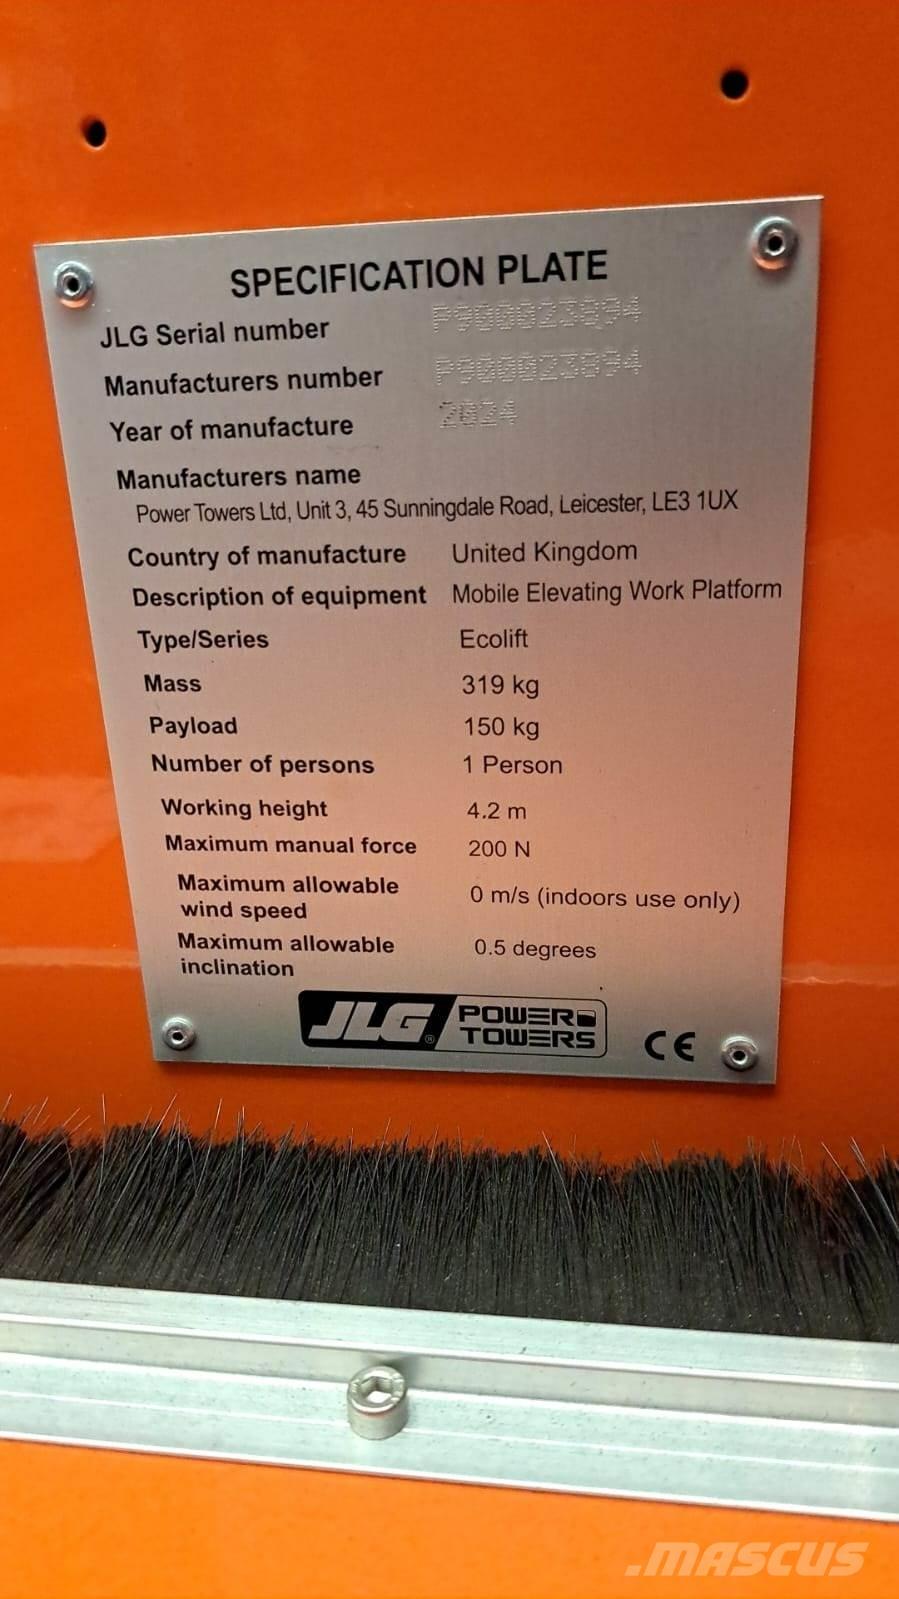 SPECIFICATION PLATE
JLG Serial number P900023894
Manufacturers number P900023894
Year of manufacture 2024
Manufacturers name
Power Towers Ltd, Unit 3, 45 Sunningdale Road, Leicester, LE3 1UX
Country of manufacture United Kingdom
Description of equipment Mobile Elevating Work Platform
Type/Series Ecolift
Mass 319 kg
Payload 150 kg
Number of persons 1 Person
Working height 4.2 m
Maximum manual force 200 N
Maximum allowable
wind speed 0 m/s (indoors use only)
Maximum allowable
inclination 0.5 degrees
JLG® POWER
TOWERS CE
MASCUS